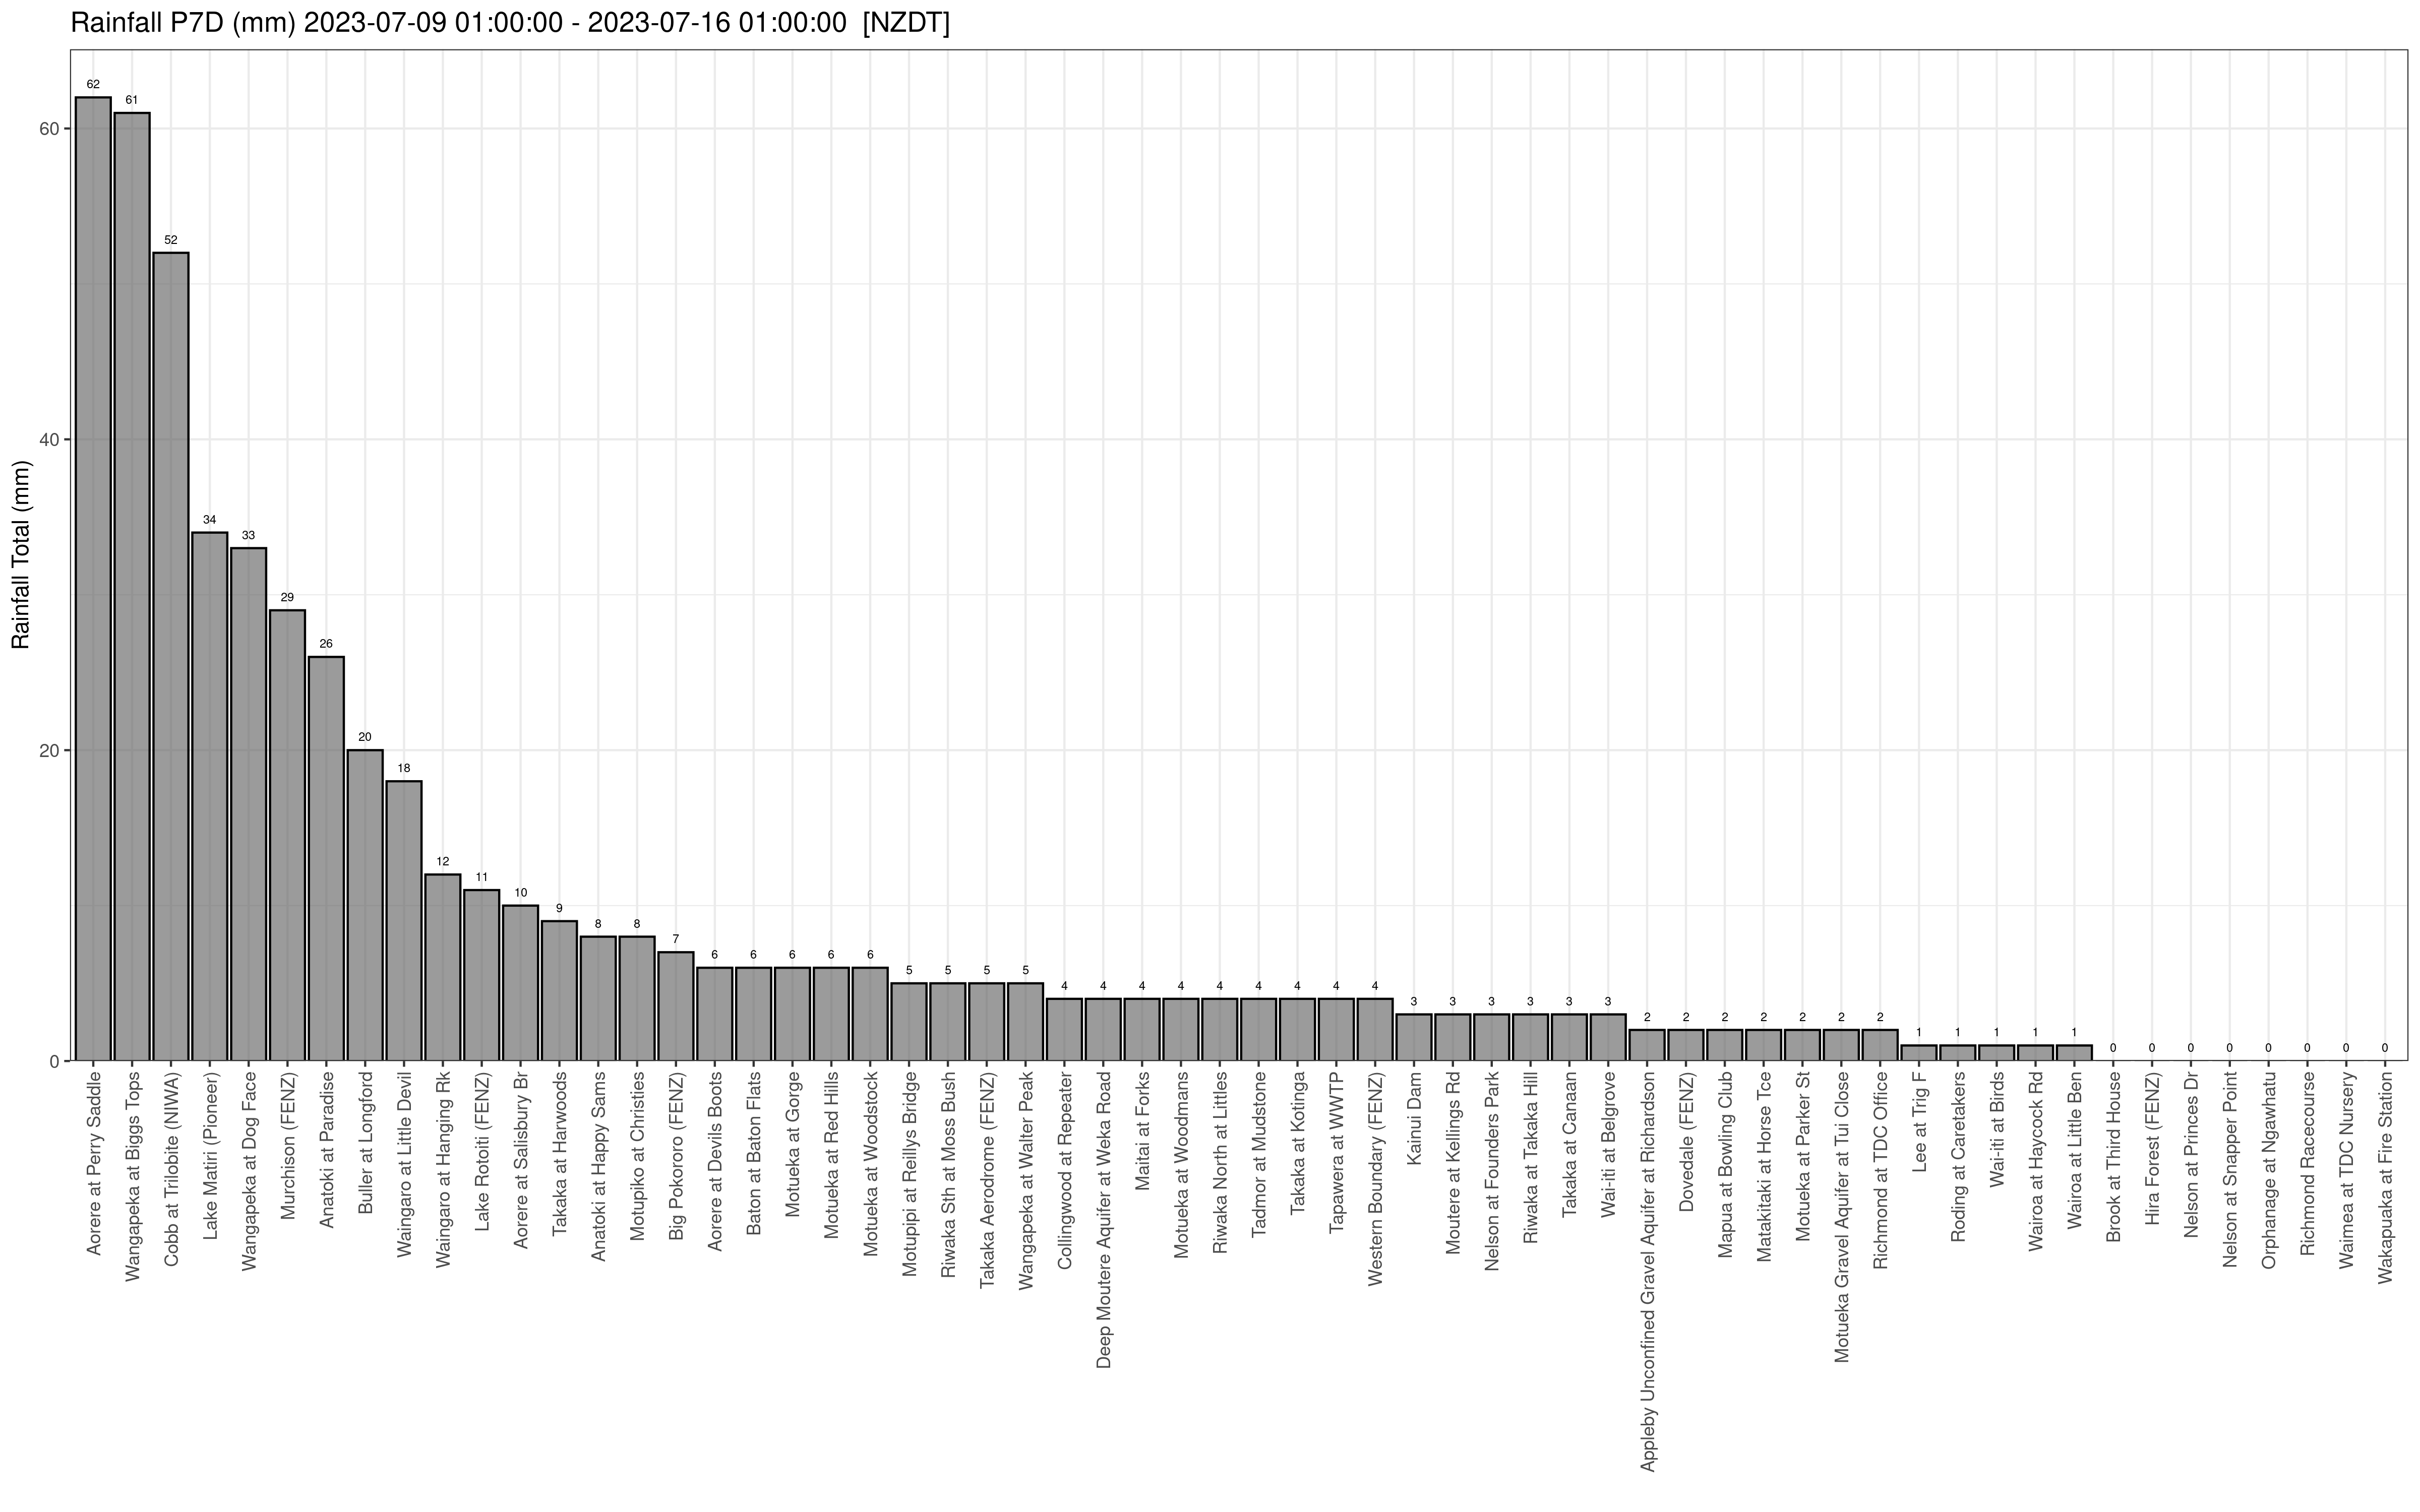 Rainfall P7D (mm) 2023-07-09 01:00:00 - 2023-07-16 01:00:00 [NZDT]
Rainfall Total (mm)
60
40
20
0
62
61
52
34
33
29
26
20
18
12
11
10
9
8
8
7
6
6
6
6
6
5
5
5
5
4
4
4
4
4
4
4
4
4
3
3
3
3
3
3
2
2
2
2
2
2
2
1
1
1
1
1
0
0
0
0
0
0
0
0
Aorere at Perry Saddle
Wangapeka at Biggs Tops
Cobb at Trilobite (NIWA)
Lake Matiri (Pioneer)
Wangapeka at Dog Face
Murchison (FENZ)
Anatoki at Paradise
Buller at Longford
Waingaro at Little Devil
Waingaro at Hanging Rk
Lake Rotoiti (FENZ)
Aorere at Salisbury Br
Takaka at Harwoods
Anatoki at Happy Sams
Motupiko at Christies
Big Pokororo (FENZ)
Aorere at Devils Boots
Baton at Baton Flats
Motueka at Gorge
Motueka at Red Hills
Motueka at Woodstock
Motupipi at Reillys Bridge
Riwaka Sth at Moss Bush
Takaka Aerodrome (FENZ)
Wangapeka at Walter Peak
Collingwood at Repeater
Deep Moutere Aquifer at Weka Road
Maitai at Forks
Motueka at Woodmans
Riwaka North at Littles
Tadmor at Mudstone
Takaka at Kotinga
Tapawera at WWTP
Western Boundary (FENZ)
Kainui Dam
Moutere at Kellings Rd
Nelson at Founders Park
Riwaka at Takaka Hill
Takaka at Canaan
Wai-iti at Belgrove
Appleby Unconfined Gravel Aquifer at Richardson
Dovedale (FENZ)
Mapua at Bowling Club
Matakitaki at Horse Tce
Motueka at Parker St
Motueka Gravel Aquifer at Tui Close
Richmond at TDC Office
Lee at Trig F
Roding at Caretakers
Wai-iti at Birds
Wairoa at Haycock Rd
Wairoa at Little Ben
Brook at Third House
Hira Forest (FENZ)
Nelson at Princes Dr
Nelson at Snapper Point
Orphanage at Ngawhatu
Richmond Racecourse
Waimea at TDC Nursery
Wakapuaka at Fire Station